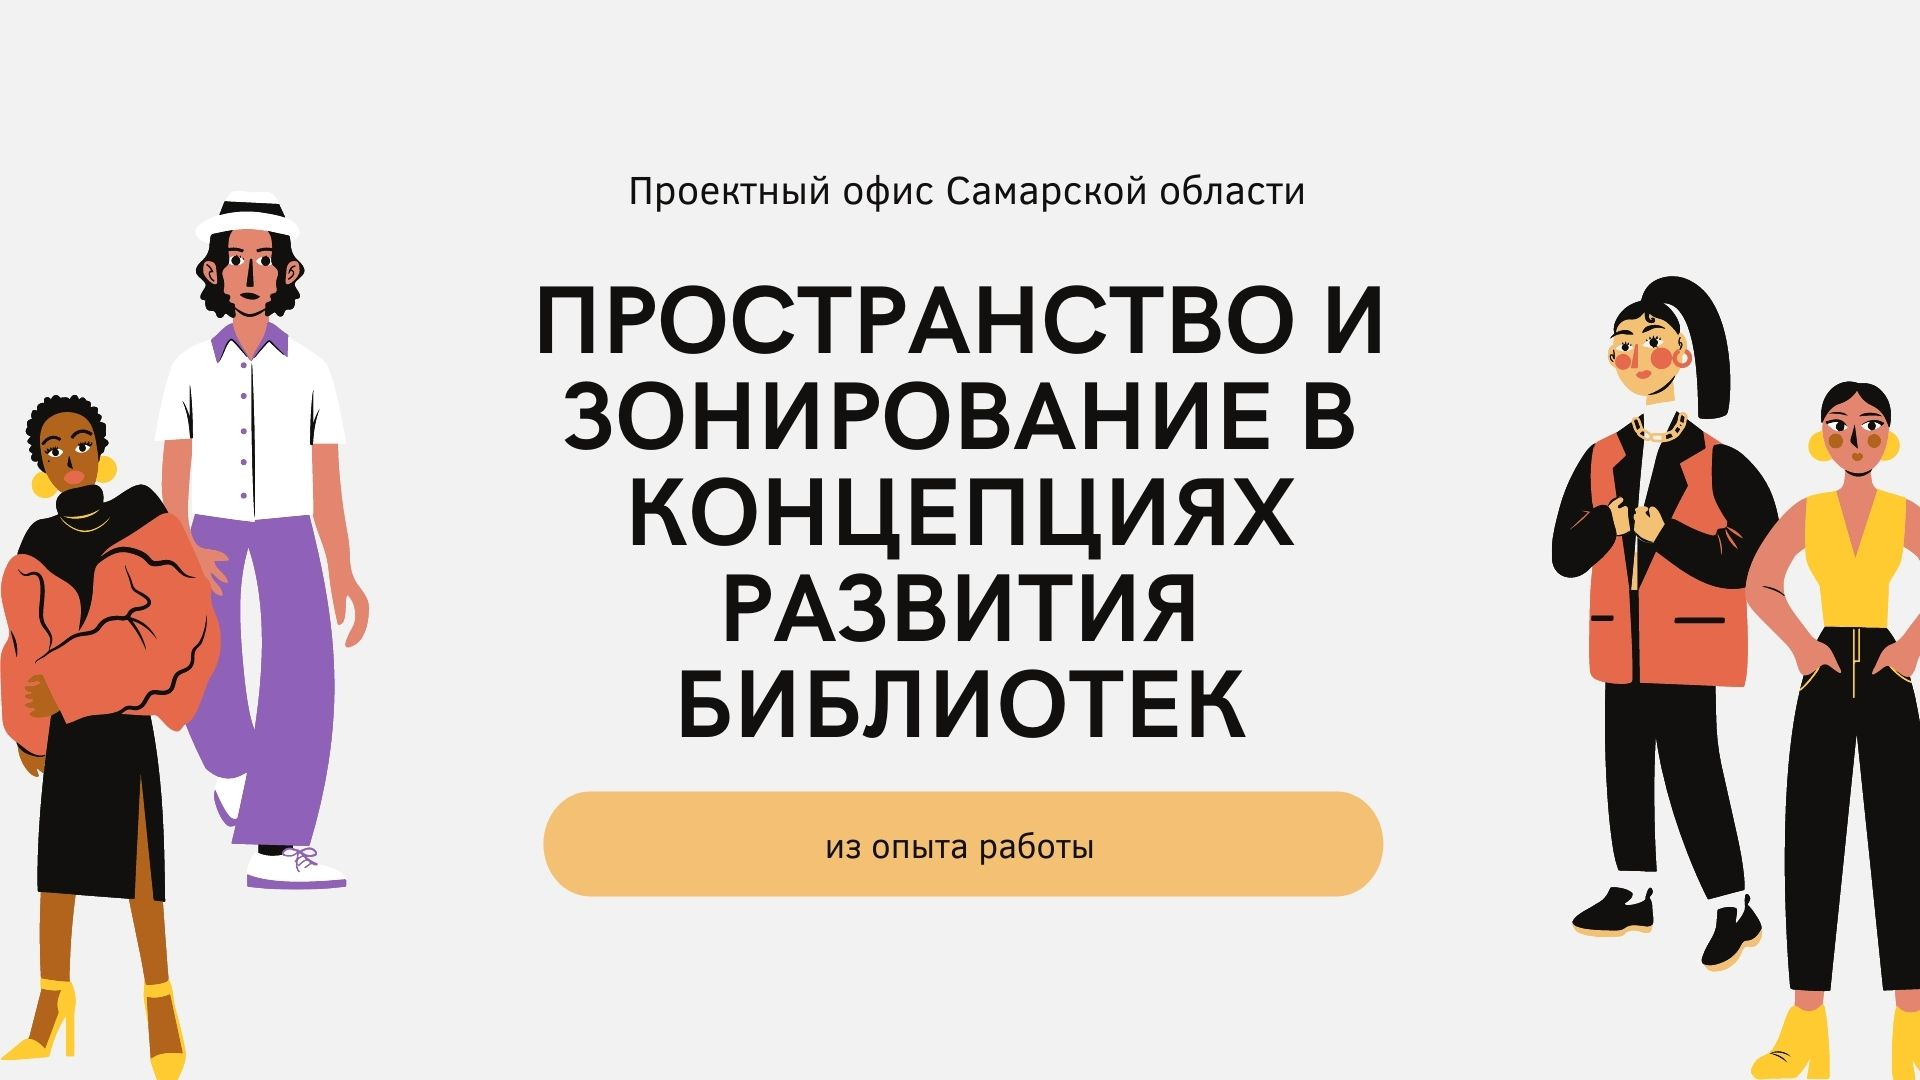 Проектный офис Самарской области
ПРОСТРАНСТВО И
ЗОНИРОВАНИЕ В
КОНЦЕПЦИЯХ
РАЗВИТИЯ
БИБЛИОТЕК
из опыта работы